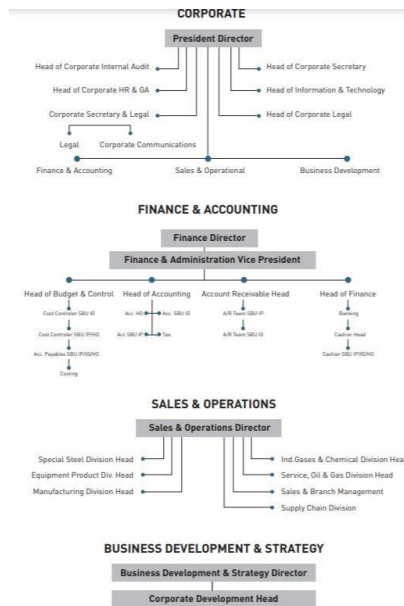 CORPORATE
President Director
Head of Corporate Internal Audit
Head of Corporate Secretary
Head of Corporate HR & GA
Head of Information & Technology
Corporate Secretary & Legal
Head of Corporate Legal
Legal
Corporate Communications
Finance & Accounting
Sales & Operational
Business Development
FINANCE & ACCOUNTING
Finance Director
Finance & Administration Vice President
Head of Budget & Control
Head of Accounting
Account Receivable Head
Head of Finance
Cost Controler SBU IG
Acc. HO
Acc. SBU IG
A/R Team SBU IP
Banking
Cost Controler SBU IP/HO
Acc SBU IP
Tax
A/R Team SBU IG
Cashier Head
Acc. Payables SBU IP/IG/HO
Cashier SBU IP/IG/HO
Costing
SALES & OPERATIONS
Sales & Operations Director
Special Steel Division Head
Ind.Gases & Chemical Division Hea
Equipment Product Div. Head
Service, Oil & Gas Division Head
Manufacturing Division Head
Sales & Branch Management
Supply Chain Division
BUSINESS DEVELOPMENT & STRATEGY
Business Development & Strategy Director
Corporate Development Head